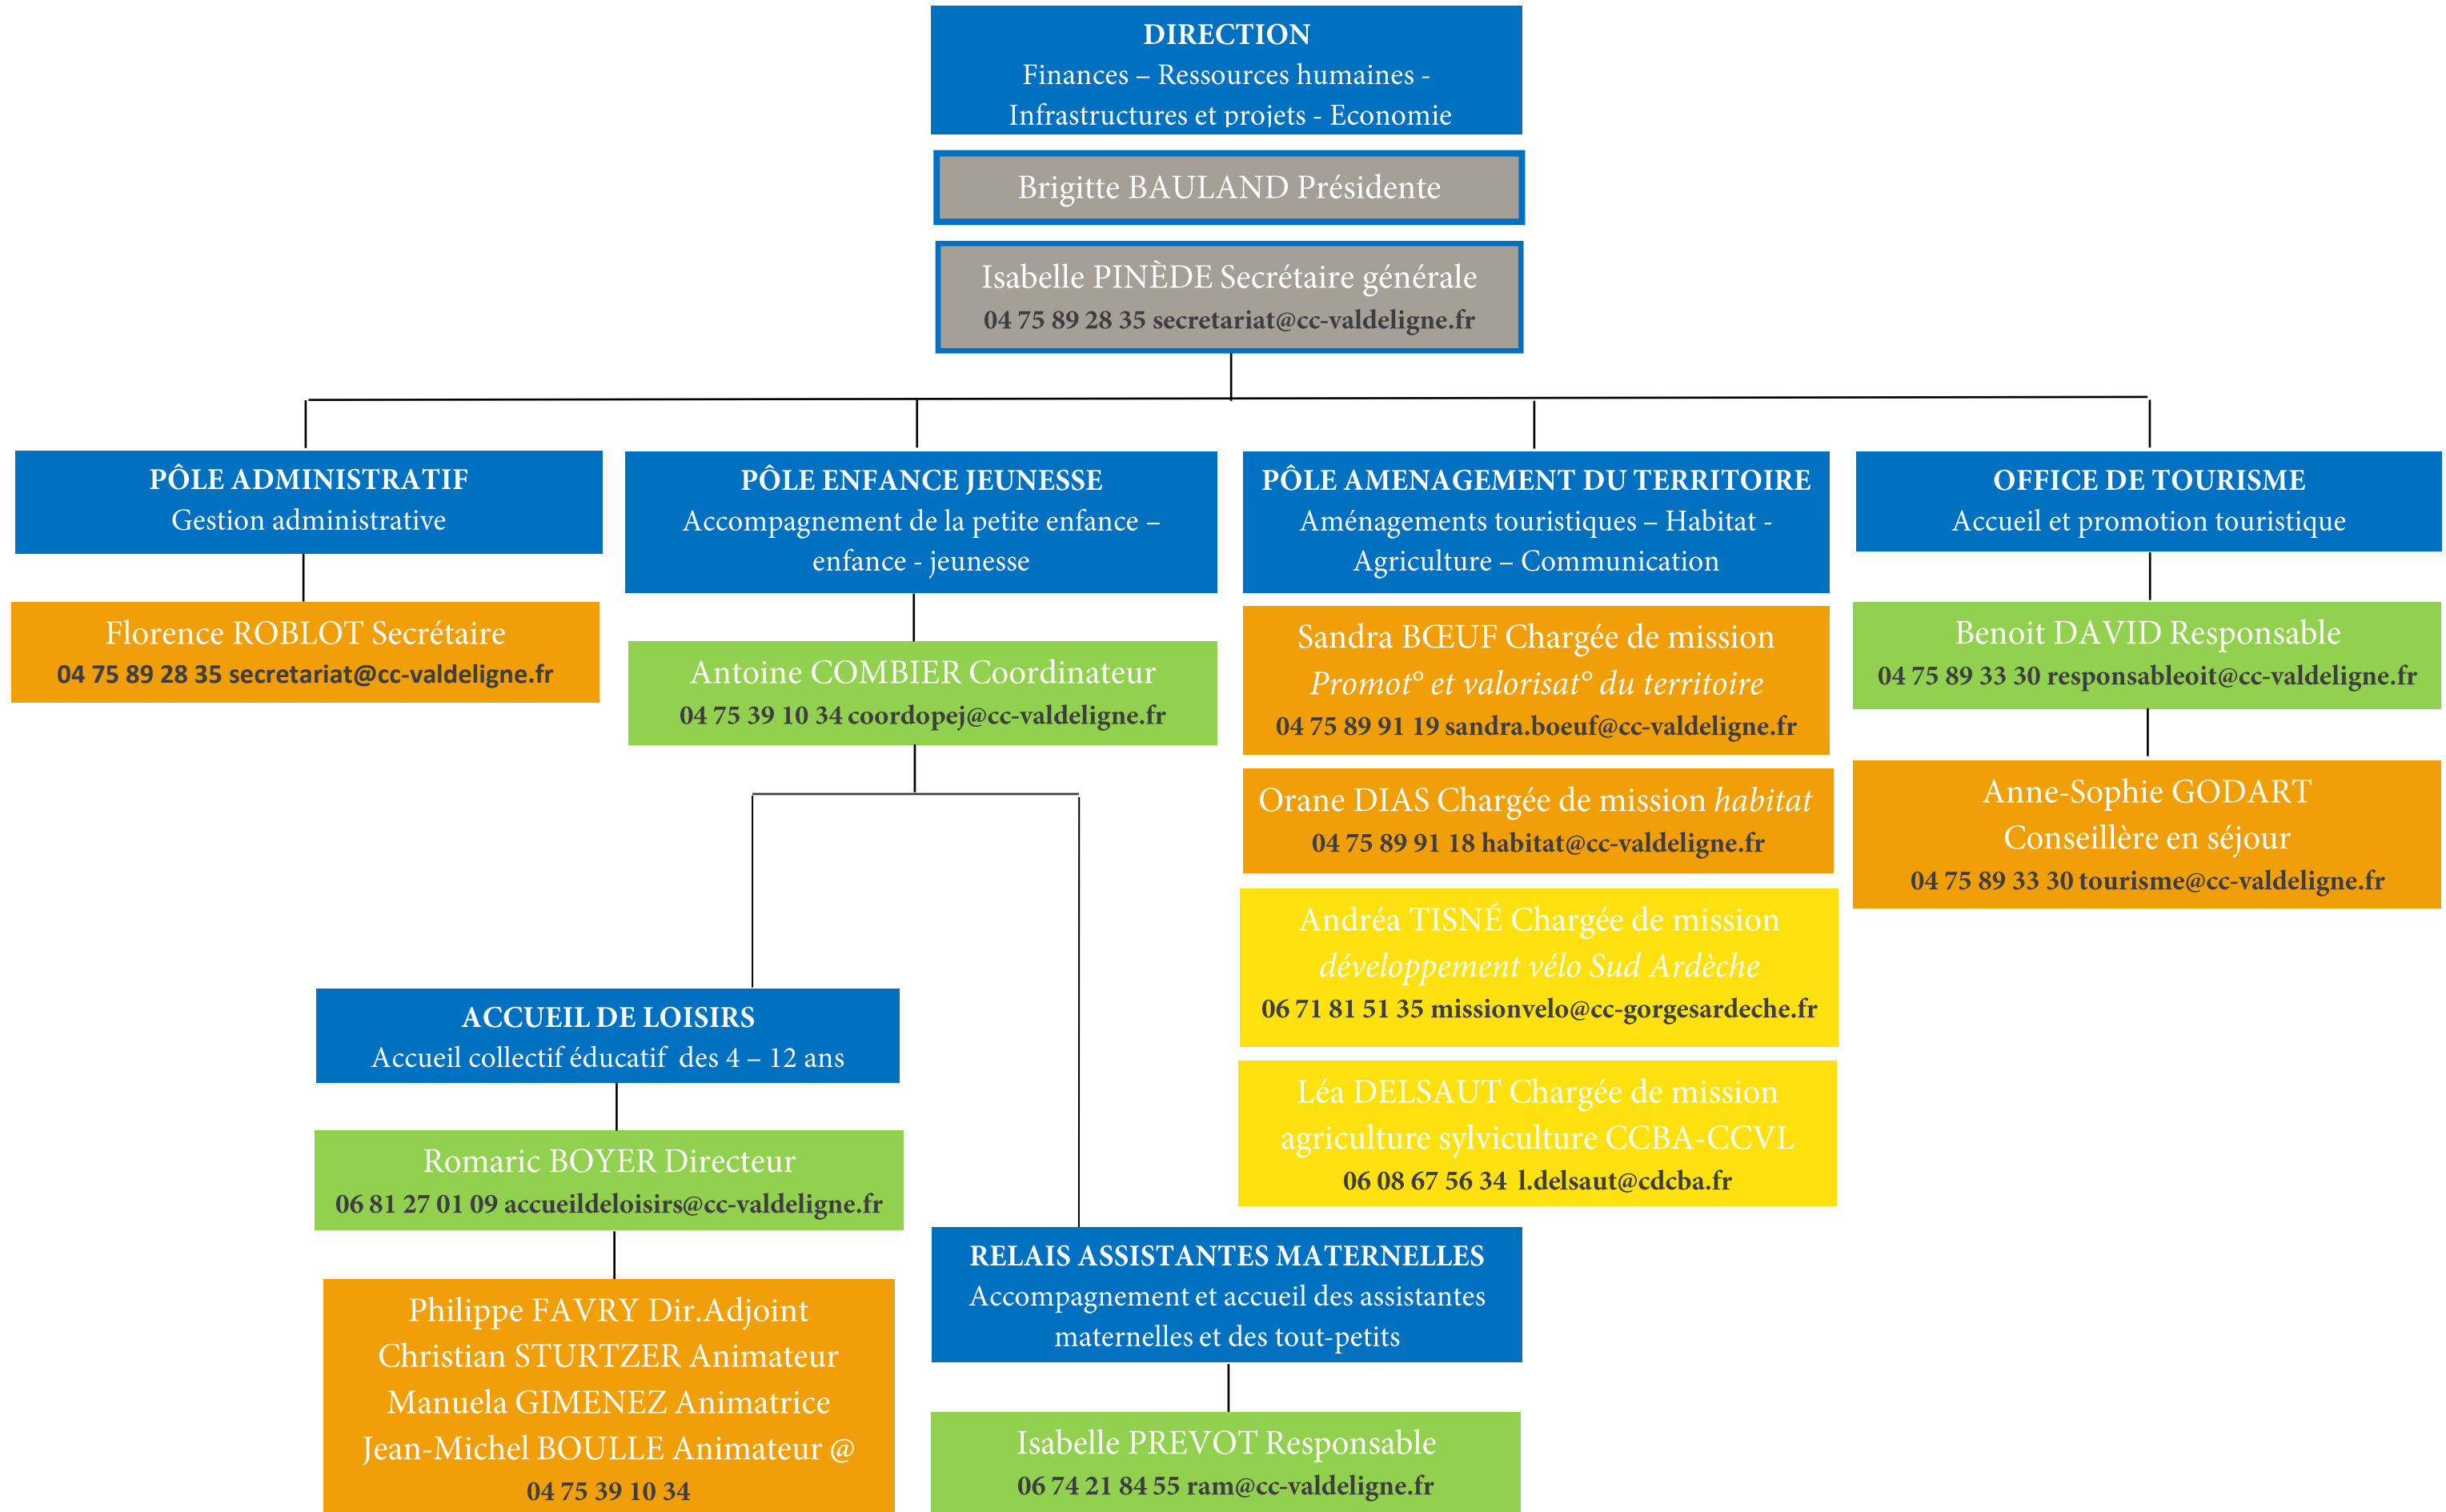 DIRECTION
Finances – Ressources humaines -
Infrastructures et projets - Economie
Brigitte BAULAND Présidente
Isabelle PINÈDE Secrétaire générale
04 75 89 28 35 secretariat@cc-valdeligne.fr
PÔLE ADMINISTRATIF
Gestion administrative
Florence ROBLOT Secrétaire
04 75 89 28 35 secretariat@cc-valdeligne.fr
PÔLE ENFANCE JEUNESSE
Accompagnement de la petite enfance –
enfance - jeunesse
Antoine COMBIER Coordinateur
04 75 39 10 34 coordopej@cc-valdeligne.fr
ACCUEIL DE LOISIRS
Accueil collectif éducatif des 4 – 12 ans
Romaric BOYER Directeur
06 81 27 01 09 accueildeloisirs@cc-valdeligne.fr
Philippe FAVRY Dir.Adjoint
Christian STURTZER Animateur
Manuela GIMENEZ Animatrice
Jean-Michel BOULLE Animateur @
04 75 39 10 34
RELAIS ASSISTANTES MATERNELLES
Accompagnement et accueil des assistantes
maternelles et des tout-petits
Isabelle PREVOT Responsable
06 74 21 84 55 ram@cc-valdeligne.fr
PÔLE AMENAGEMENT DU TERRITOIRE
Aménagements touristiques – Habitat -
Agriculture – Communication
Sandra BŒUF Chargée de mission
Promot° et valorisat° du territoire
04 75 89 91 19 sandra.boeuf@cc-valdeligne.fr
Orane DIAS Chargée de mission habitat
04 75 89 91 18 habitat@cc-valdeligne.fr
Andréa TISNÉ Chargée de mission
développement vélo Sud Ardèche
06 71 81 51 35 missionvelo@cc-gorgesardeche.fr
Léa DELSAUT Chargée de mission
agriculture sylviculture CCBA-CCVL
06 08 67 56 34 l.delsaut@cdcba.fr
OFFICE DE TOURISME
Accueil et promotion touristique
Benoit DAVID Responsable
04 75 89 33 30 responsableoit@cc-valdeligne.fr
Anne-Sophie GODART
Conseillère en séjour
04 75 89 33 30 tourisme@cc-valdeligne.fr